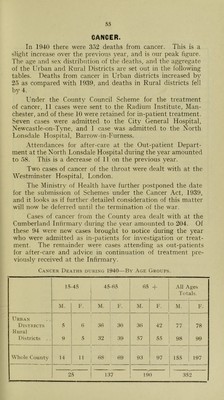 55
CANCER.
In 1940 there were 352 deaths from cancer. This is a
slight increase over the previous year, and is our peak figure.
The age and sex distribution of the deaths, and the aggregate
of the Urban and Rural Districts are set out in the following
tables. Deaths from cancer in Urban districts increased by
25 as compared with 1939, and deaths in Rural districts fell
by 4.
Under the County Council Scheme for the treatment
of cancer, 11 cases were sent to the Radium Institute, Man-
chester, and of these 10 were retained for in-patient treatment.
Seven cases were admitted to the City General Hospital,
Newcastle-on-Tyne, and 1 case was admitted to the North
Lonsdale Hospital, Barrow-in-Furness.
Attendances for after-care at the Out-patient Depart-
ment at the North Lonsdale Hospital during the year amounted
to 58. This is a decrease of 11 on the previous year.
Two cases of cancer of the throat were dealt with at the
Westminster Hospital, London.
The Ministry of Health have further postponed the date
for the submission of Schemes under the Cancer Act, 1939,
and it looks as if further detailed consideration of this matter
will now be deferred until the termination of the war.
Cases of cancer from the County area dealt with at the
Cumberland Infirmary during the year amounted to 204. Of
these 94 were new cases brought to notice during the year
who were admitted as in-patients for investigation or treat-
ment. The remainder were cases attending as out-patients
for after-care and advice in continuation of treatment pre-
viously received at the Infirmary.
Cancer Deaths during 1940—By Age Groups.
15-45 45-65 65 + All Ages Totals.
M. F. M. F. M. F. M. F.
Urban
Districts 5 6 36 30 36 42 77 78
Rural
Districts 9 5 32 39 57 55 98 99
Whole County 14 11 68 69 93 97 155 197
25 137 190 352